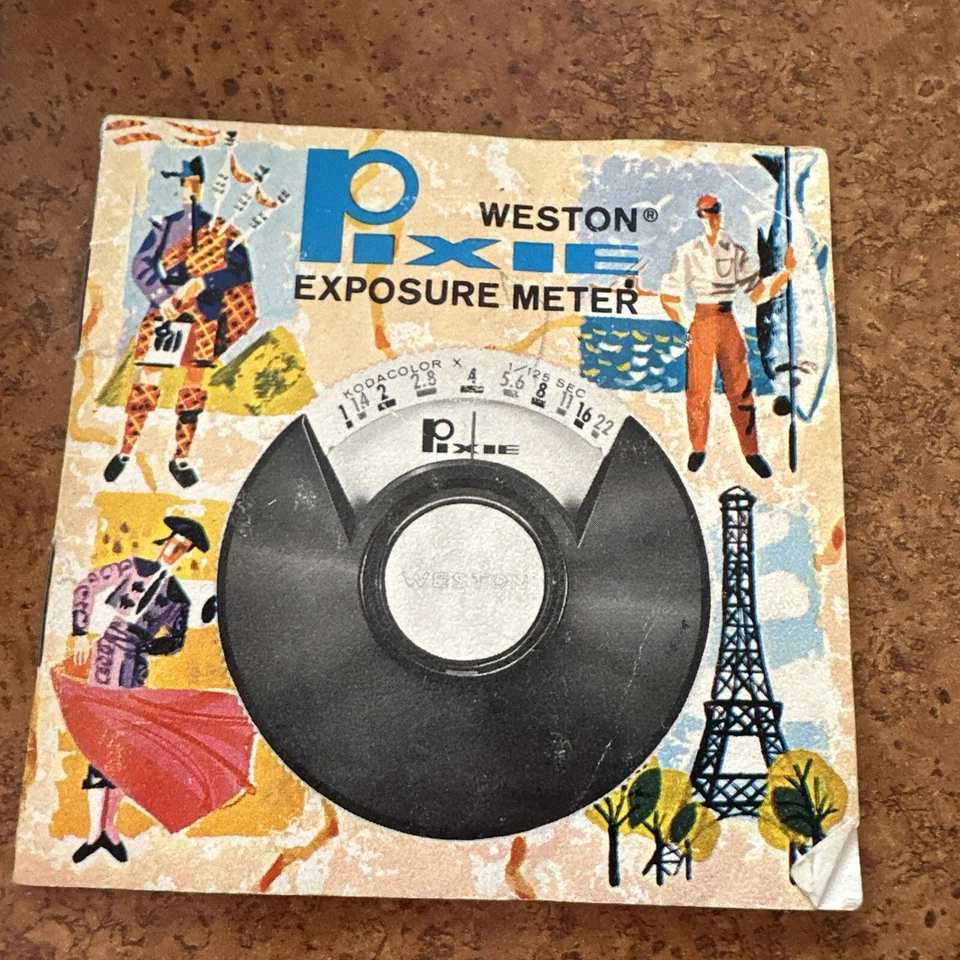 WESTON®
PIXIE
EXPOSURE METER
KODACOLOR X 1/125 SEC
1 1.4 2 2.8 4 5.6 8 11 16 22
PIXIE
WESTON